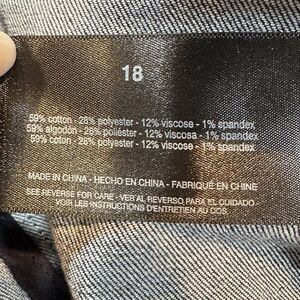 18
59% cotton - 28% polyester - 12% viscose - 1% spandex
59% algodón - 28% poliéster - 12% viscosa - 1% spandex
59% coton - 28% polyester - 12% viscose - 1% spandex
MADE IN CHINA - HECHO EN CHINA - FABRIQUÉ EN CHINE
SEE REVERSE FOR CARE - VER AL REVERSO PARA EL CUIDADO -
VOIR LES INSTRUCTIONS D'ENTRETIEN AU DOS.